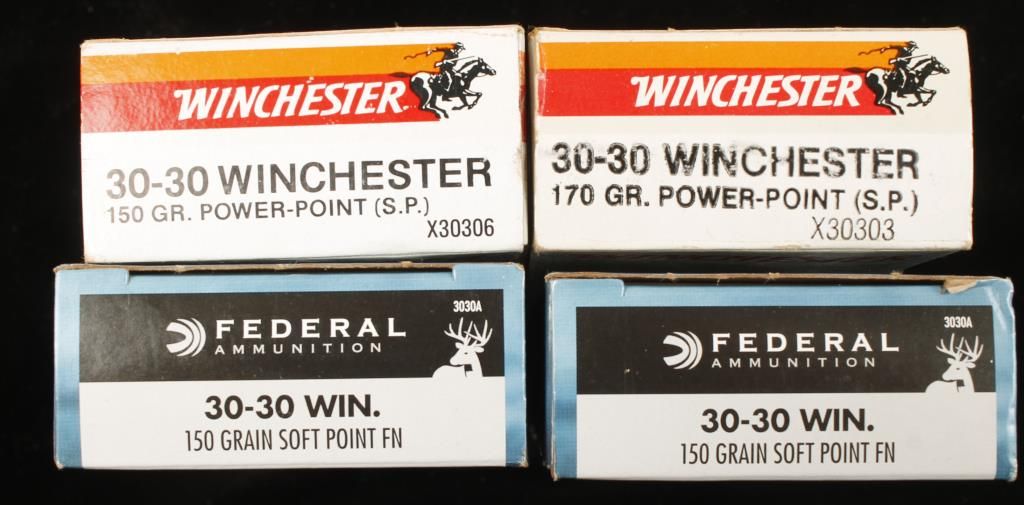 WINCHESTER
30-30 WINCHESTER
150 GR. POWER-POINT (S.P.)
X30306
WINCHESTER
30-30 WINCHESTER
170 GR. POWER-POINT (S.P.)
X30303
3030A
FEDERAL
AMMUNITION
30-30 WIN.
150 GRAIN SOFT POINT FN
3030A
FEDERAL
AMMUNITION
30-30 WIN.
150 GRAIN SOFT POINT FN